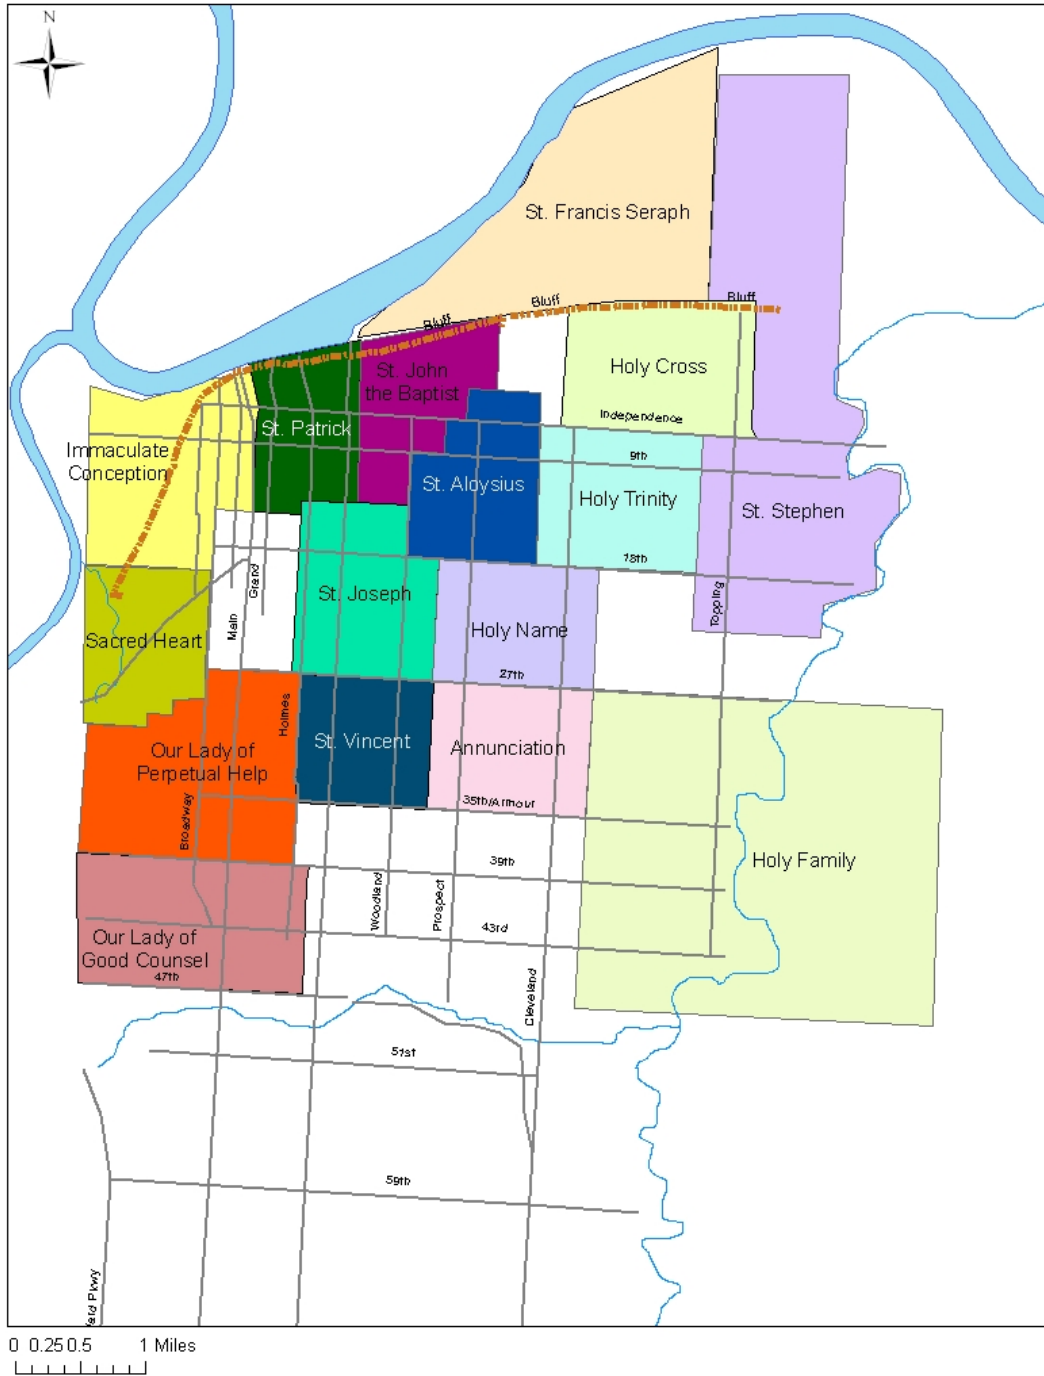 N
St. Francis Seraph
Bluff
Bluff
Bluff
St. John
the Baptist
Holy Cross
Independence
St. Patrick
Immaculate
Conception
9th
St. Aloysius
Holy Trinity
St. Stephen
18th
Grand
St. Joseph
Topping
Main
Holy Name
Sacred Heart
27th
Holmes
St. Vincent
Annunciation
Our Lady of
Perpetual Help
35th/Armour
Broadway
39th
Holy Family
Woodland
Prospect
43rd
Our Lady of
Good Counsel
47th
Cleveland
51st
59th
ard Pkwy
0 0.25 0.5 1 Miles